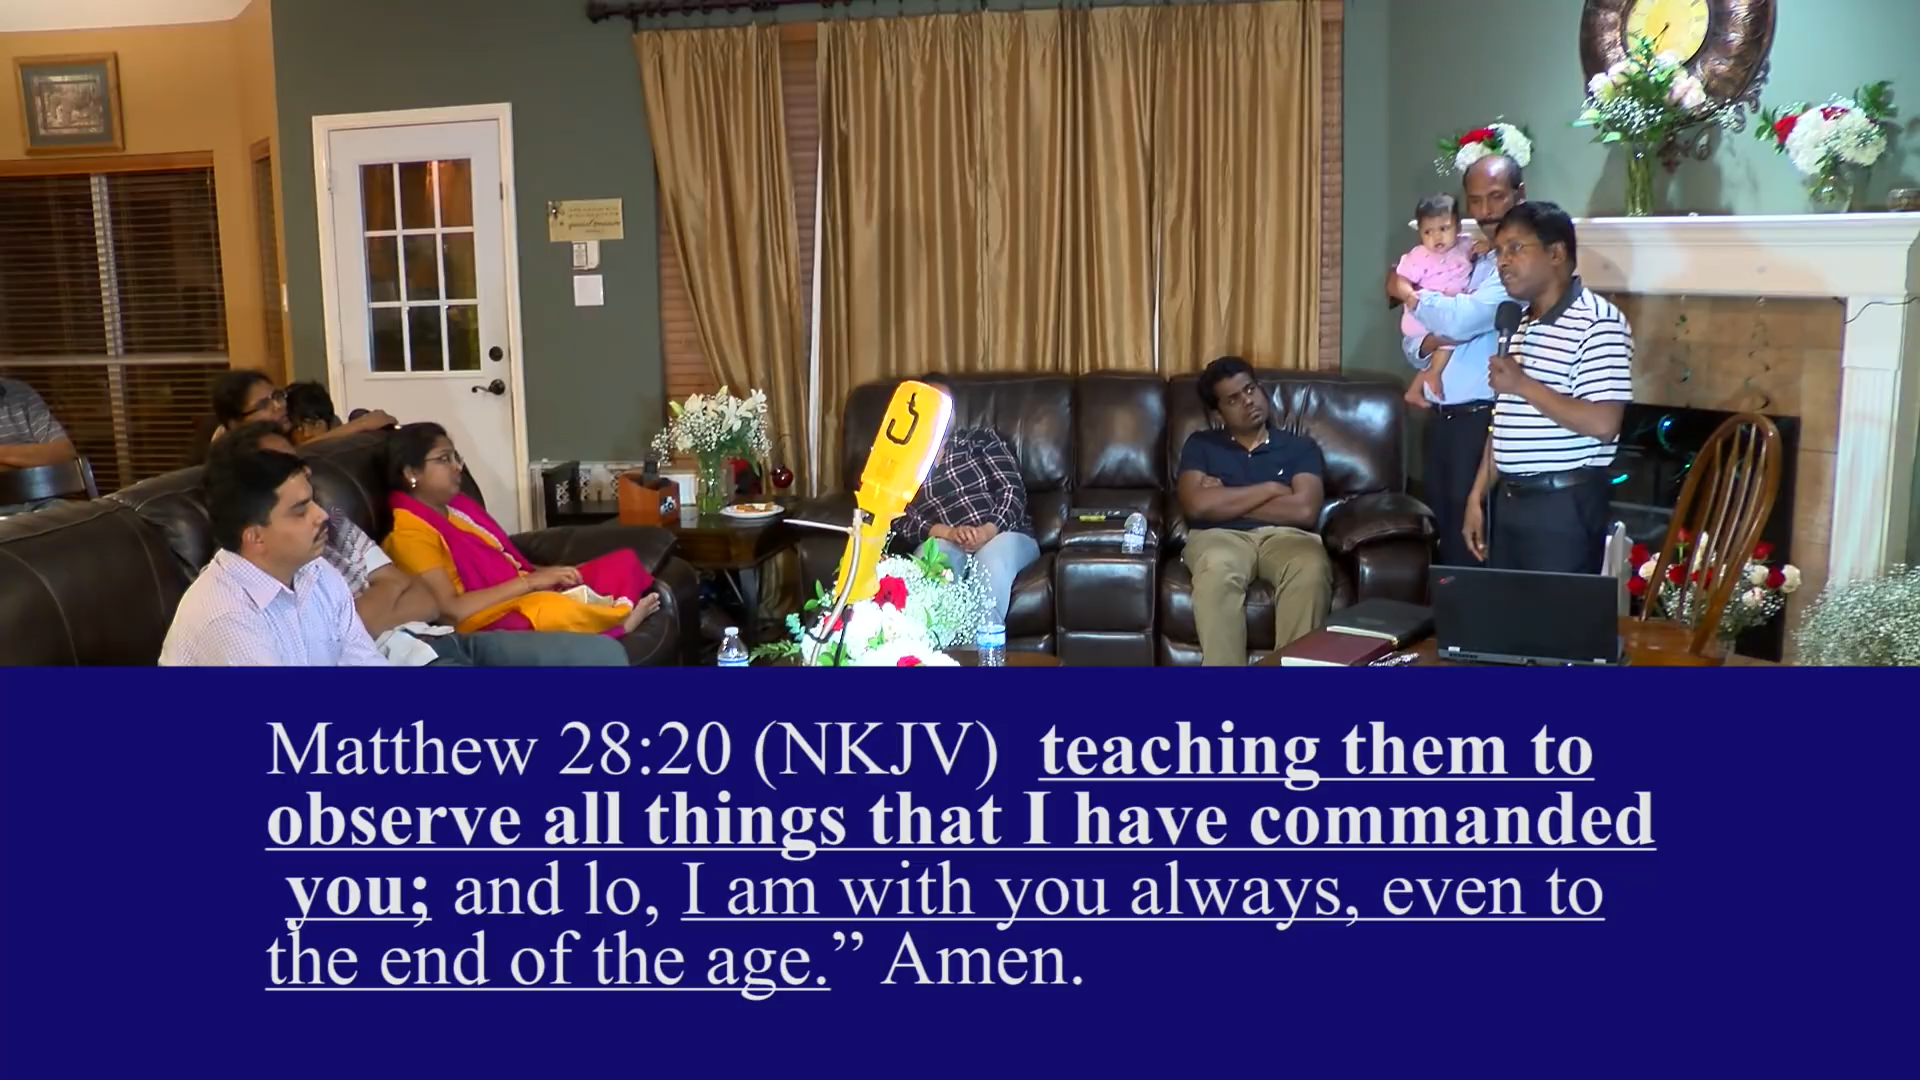 Matthew 28:20 (NKJV) teaching them to
observe all things that I have commanded
you; and lo, I am with you always, even to
the end of the age.” Amen.